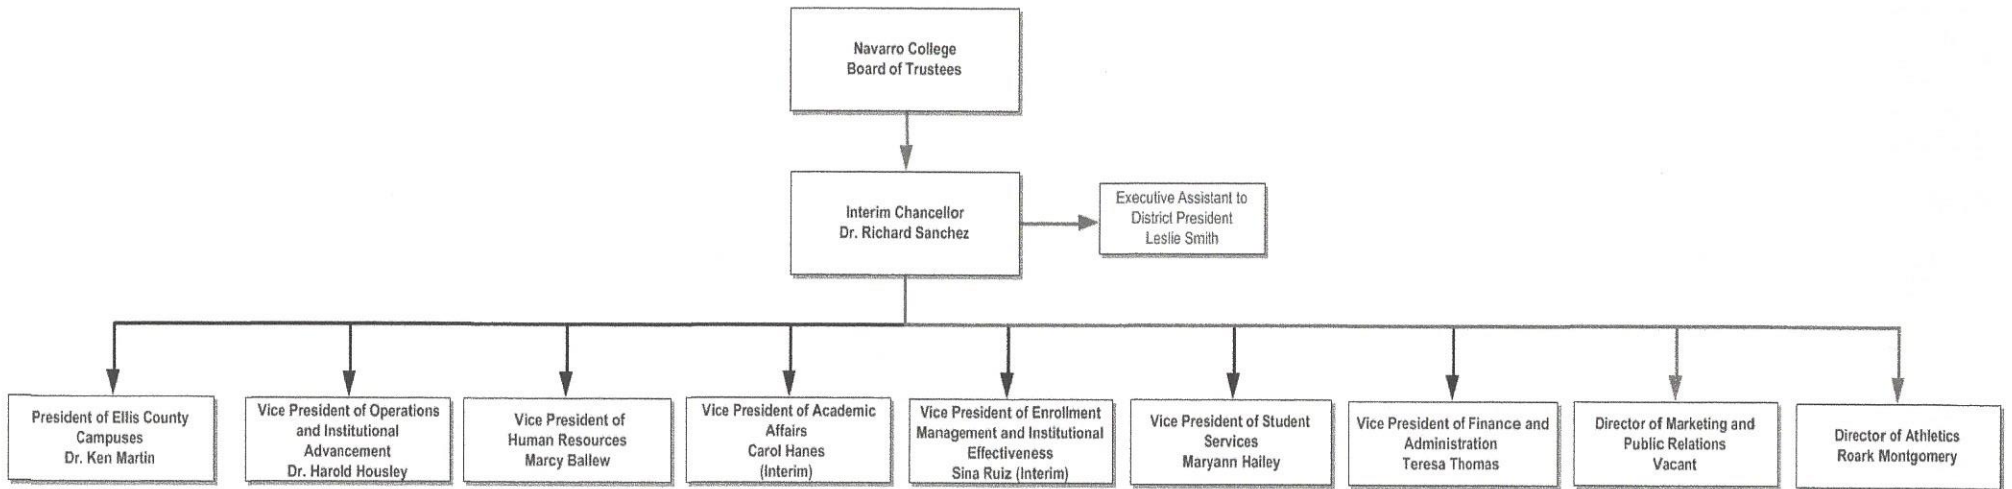 Navarro College
Board of Trustees
Interim Chancellor
Dr. Richard Sanchez
Executive Assistant to
District President
Leslie Smith
President of Ellis County
Campuses
Dr. Ken Martin
Vice President of Operations
and Institutional
Advancement
Dr. Harold Housley
Vice President of
Human Resources
Marcy Ballew
Vice President of Academic
Affairs
Carol Hanes
(Interim)
Vice President of Enrollment
Management and Institutional
Effectiveness
Sina Ruiz (Interim)
Vice President of Student
Services
Maryann Hailey
Vice President of Finance and
Administration
Teresa Thomas
Director of Marketing and
Public Relations
Vacant
Director of Athletics
Roark Montgomery